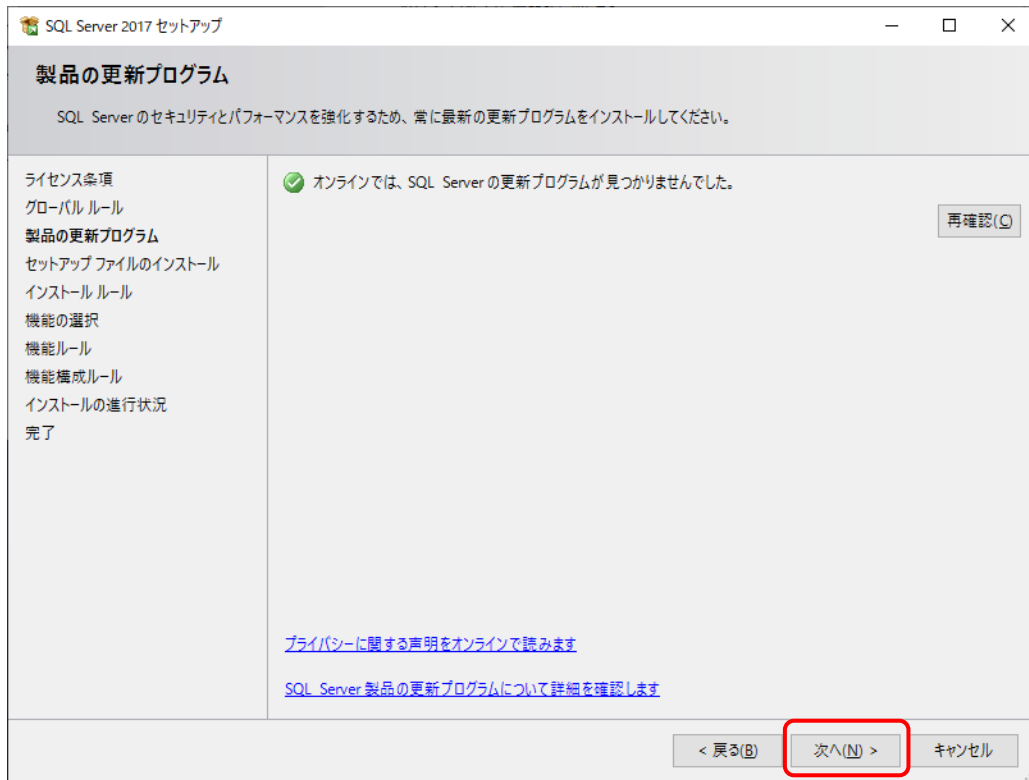 SQL Server 2017 セットアップ
製品の更新プログラム
SQL Server のセキュリティとパフォーマンスを強化するため、常に最新の更新プログラムをインストールしてください。
ライセンス条項
グローバル ルール
製品の更新プログラム
セットアップ ファイルのインストール
インストール ルール
機能の選択
機能ルール
機能構成ルール
インストールの進行状況
完了
オンラインでは、SQL Server の更新プログラムが見つかりませんでした。
再確認(C)
プライバシーに関する声明をオンラインで読みます
SQL Server 製品の更新プログラムについて詳細を確認します
< 戻る(B)
次へ(N) >
キャンセル